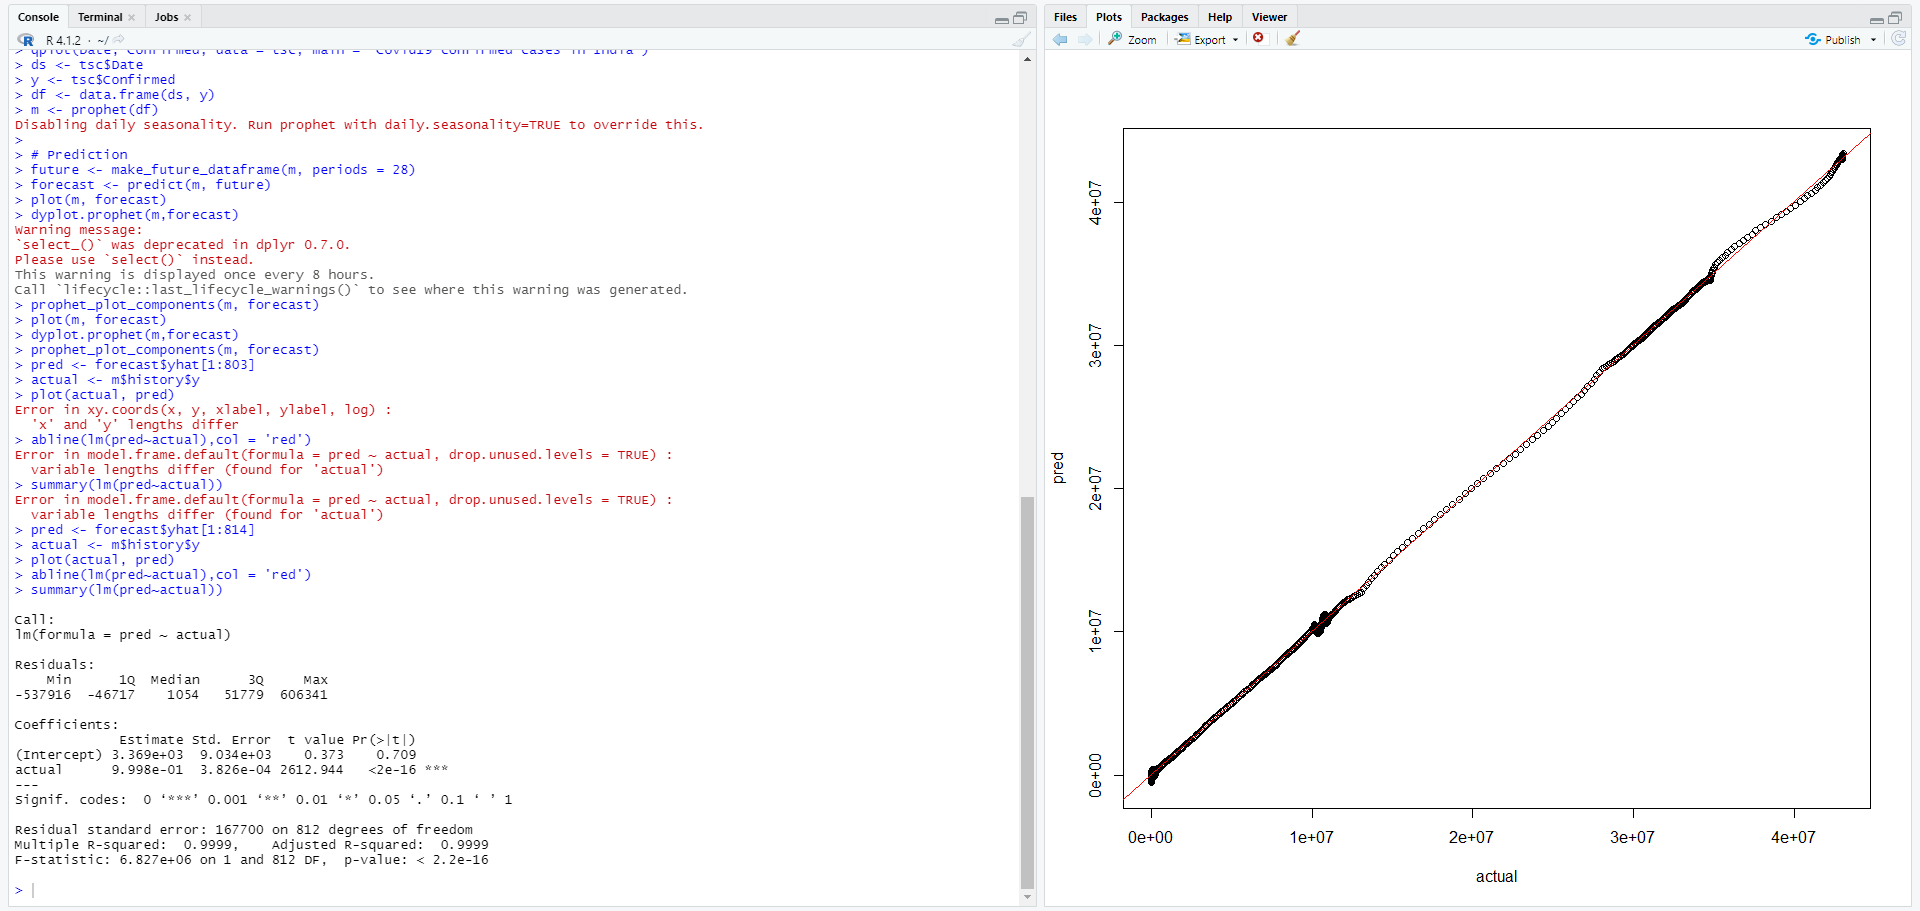 Console Terminal Jobs
R 4.1.2 · ~/
> qplot(Date, Confirmed, data = tsc, main = "Covid19 Confirmed Cases in India")
> ds <- tsc$Date
> y <- tsc$Confirmed
> df <- data.frame(ds, y)
> m <- prophet(df)
Disabling daily seasonality. Run prophet with daily.seasonality=TRUE to override this.
>
> # Prediction
> future <- make_future_dataframe(m, periods = 28)
> forecast <- predict(m, future)
> plot(m, forecast)
> dyplot.prophet(m,forecast)
Warning message:
`select_()` was deprecated in dplyr 0.7.0.
Please use `select()` instead.
This warning is displayed once every 8 hours.
Call `lifecycle::last_lifecycle_warnings()` to see where this warning was generated.
> prophet_plot_components(m, forecast)
> plot(m, forecast)
> dyplot.prophet(m,forecast)
> prophet_plot_components(m, forecast)
> pred <- forecast$yhat[1:803]
> actual <- m$history$y
> plot(actual, pred)
Error in xy.coords(x, y, xlabel, ylabel, log) :
  'x' and 'y' lengths differ
> abline(lm(pred~actual),col = 'red')
Error in model.frame.default(formula = pred ~ actual, drop.unused.levels = TRUE) :
  variable lengths differ (found for 'actual')
> summary(lm(pred~actual))
Error in model.frame.default(formula = pred ~ actual, drop.unused.levels = TRUE) :
  variable lengths differ (found for 'actual')
> pred <- forecast$yhat[1:814]
> actual <- m$history$y
> plot(actual, pred)
> abline(lm(pred~actual),col = 'red')
> summary(lm(pred~actual))
Call:
lm(formula = pred ~ actual)
Residuals:
    Min      1Q  Median      3Q     Max
-537916  -46717    1054   51779  606341
Coefficients:
             Estimate Std. Error  t value Pr(>|t|)
(Intercept) 3.369e+03  9.034e+03    0.373    0.709
actual      9.998e-01  3.826e-04 2612.944   <2e-16 ***
---
Signif. codes:  0 ‘***’ 0.001 ‘**’ 0.01 ‘*’ 0.05 ‘.’ 0.1 ‘ ’ 1
Residual standard error: 167700 on 812 degrees of freedom
Multiple R-squared:  0.9999,    Adjusted R-squared:  0.9999
F-statistic: 6.827e+06 on 1 and 812 DF,  p-value: < 2.2e-16
>
Files Plots Packages Help Viewer
Zoom Export Publish
4e+07
3e+07
2e+07
1e+07
0e+00
pred
0e+00 1e+07 2e+07 3e+07 4e+07
actual